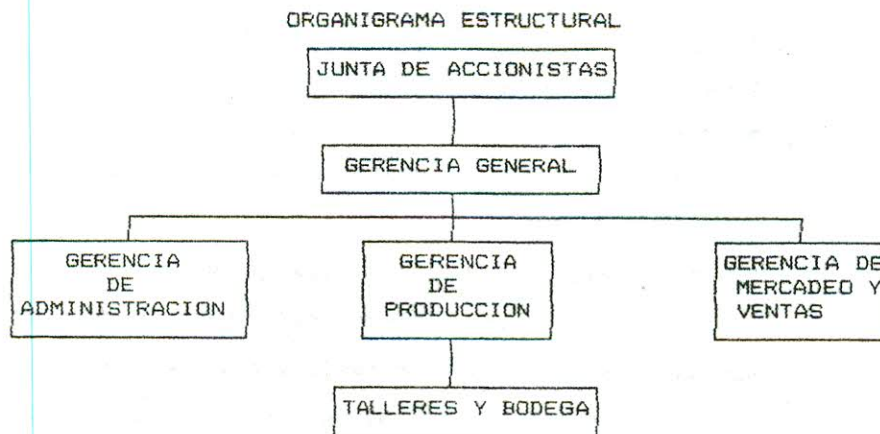 ORGANIGRAMA ESTRUCTURAL
JUNTA DE ACCIONISTAS
GERENCIA GENERAL
GERENCIA
DE
ADMINISTRACION
GERENCIA
DE
PRODUCCION
GERENCIA DE
MERCADEO Y
VENTAS
TALLERES Y BODEGA